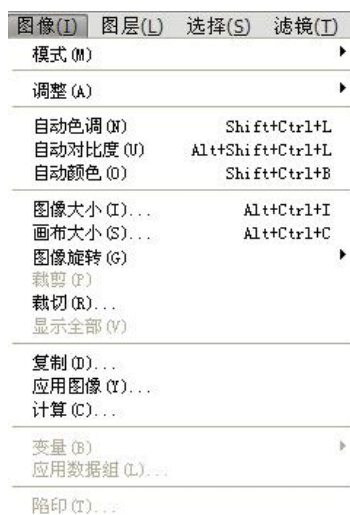 图像(I) 图层(L) 选择(S) 滤镜(T)
模式(M)
调整(A)
自动色调(N) Shift+Ctrl+L
自动对比度(U) Alt+Shift+Ctrl+L
自动颜色(O) Shift+Ctrl+B
图像大小(I)... Alt+Ctrl+I
画布大小(S)... Alt+Ctrl+C
图像旋转(G)
裁剪(P)
裁切(R)...
显示全部(V)
复制(D)...
应用图像(Y)...
计算(C)...
变量(B)
应用数据组(L)...
陷印(T)...